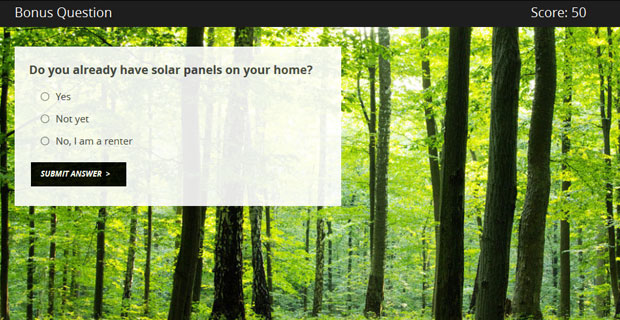 Bonus Question
Score: 50
Do you already have solar panels on your home?
Yes
Not yet
No, I am a renter
SUBMIT ANSWER >